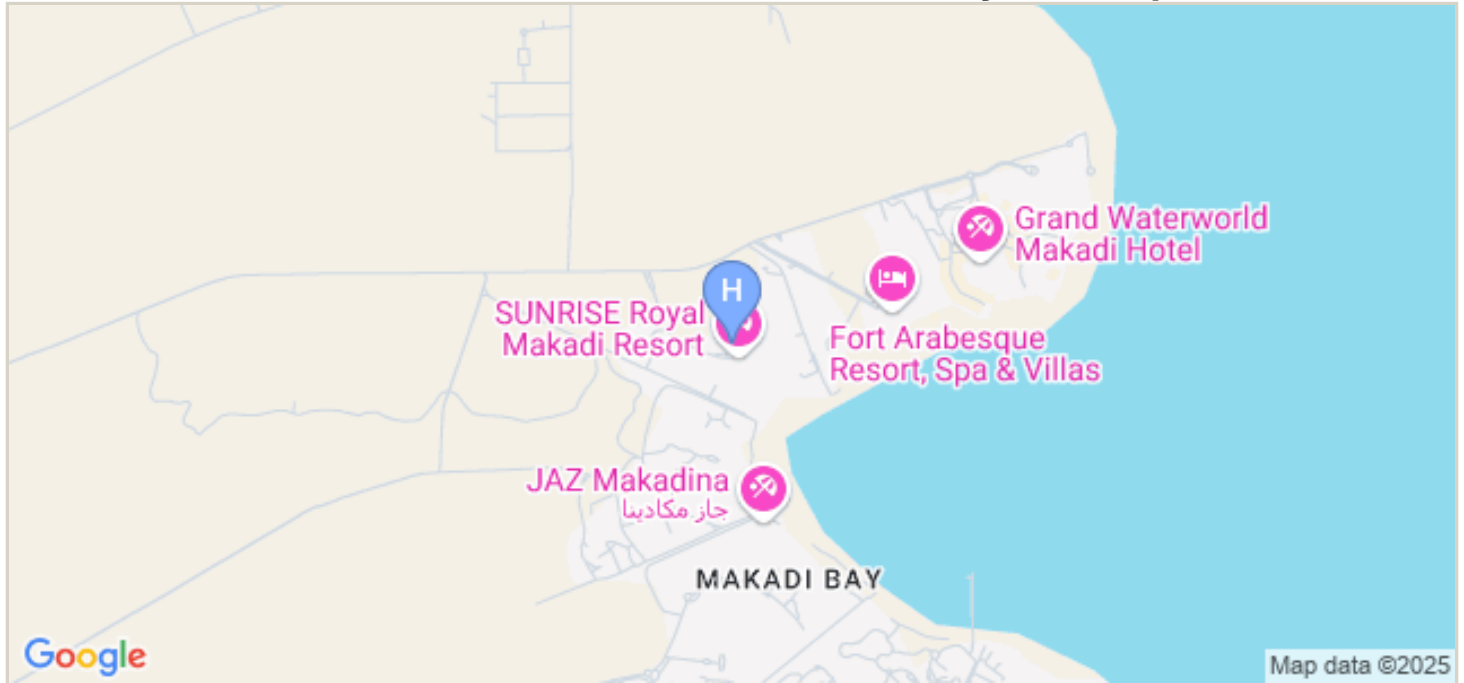 Grand Waterworld
Makadi Hotel
H
SUNRISE Royal
Makadi Resort
Fort Arabesque
Resort, Spa & Villas
JAZ Makadina
جاز مكادينا
MAKADI BAY
Google
Map data ©2025